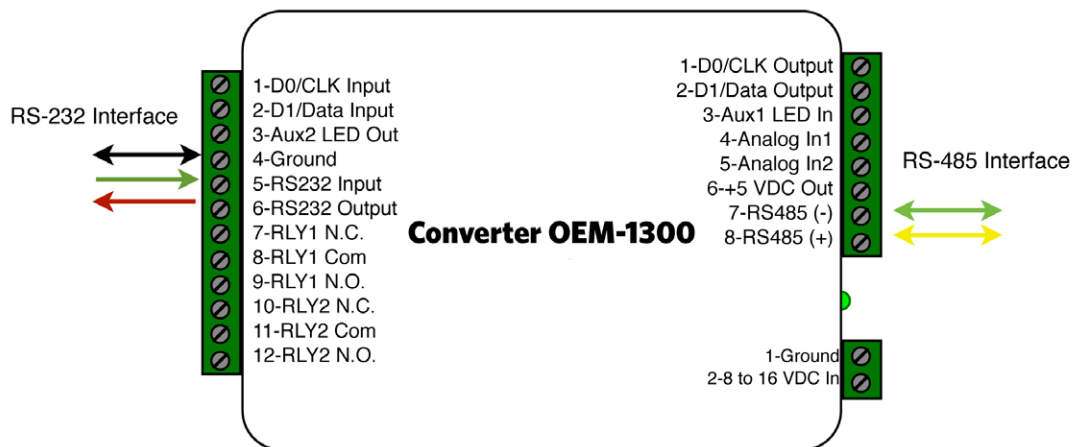 RS-232 Interface
1-D0/CLK Input
2-D1/Data Input
3-Aux2 LED Out
4-Ground
5-RS232 Input
6-RS232 Output
7-RLY1 N.C.
8-RLY1 Com
9-RLY1 N.O.
10-RLY2 N.C.
11-RLY2 Com
12-RLY2 N.O.
Converter OEM-1300
1-D0/CLK Output
2-D1/Data Output
3-Aux1 LED In
4-Analog In1
5-Analog In2
6-+5 VDC Out
7-RS485 (-)
8-RS485 (+)
RS-485 Interface
1-Ground
2-8 to 16 VDC In